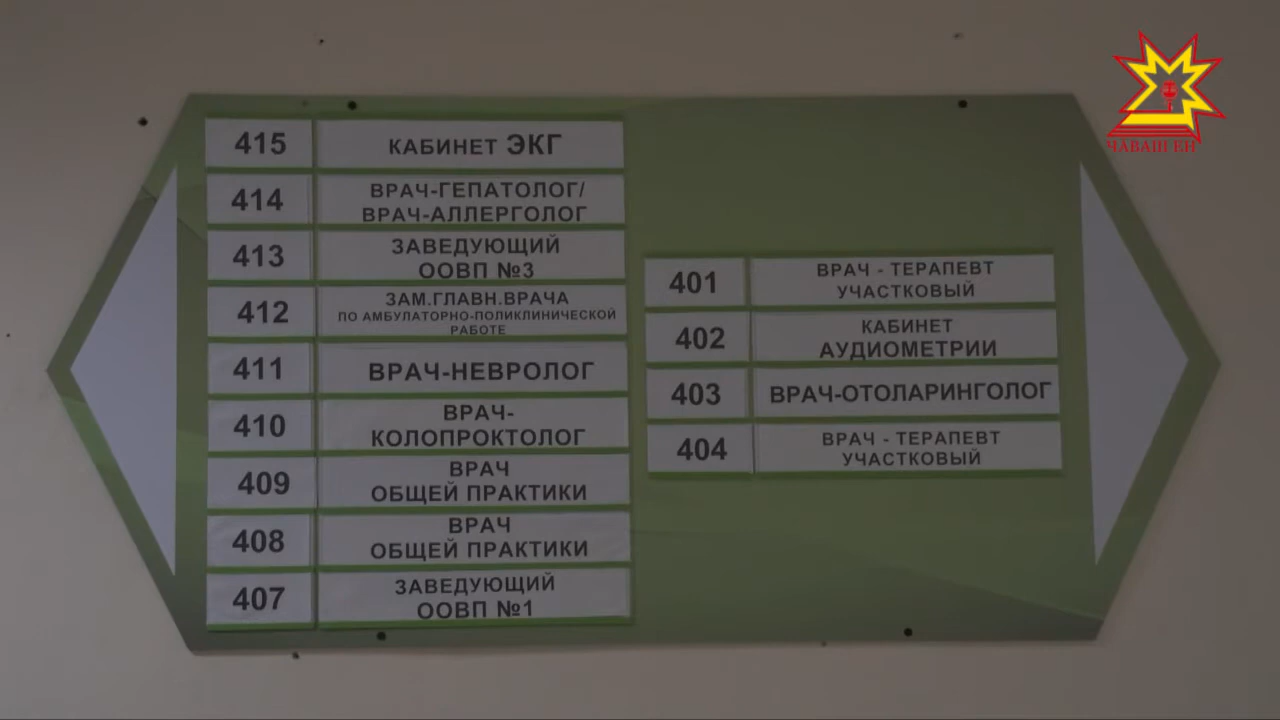 ЧАВАШ ЕН
415 КАБИНЕТ ЭКГ
414 ВРАЧ-ГЕПАТОЛОГ/
ВРАЧ-АЛЛЕРГОЛОГ
413 ЗАВЕДУЮЩИЙ
ООВП №3
412 ЗАМ.ГЛАВН.ВРАЧА
ПО АМБУЛАТОРНО-ПОЛИКЛИНИЧЕСКОЙ
РАБОТЕ
411 ВРАЧ-НЕВРОЛОГ
410 ВРАЧ-
КОЛОПРОКТОЛОГ
409 ВРАЧ
ОБЩЕЙ ПРАКТИКИ
408 ВРАЧ
ОБЩЕЙ ПРАКТИКИ
407 ЗАВЕДУЮЩИЙ
ООВП №1
401 ВРАЧ - ТЕРАПЕВТ
УЧАСТКОВЫЙ
402 КАБИНЕТ
АУДИОМЕТРИИ
403 ВРАЧ-ОТОЛАРИНГОЛОГ
404 ВРАЧ - ТЕРАПЕВТ
УЧАСТКОВЫЙ